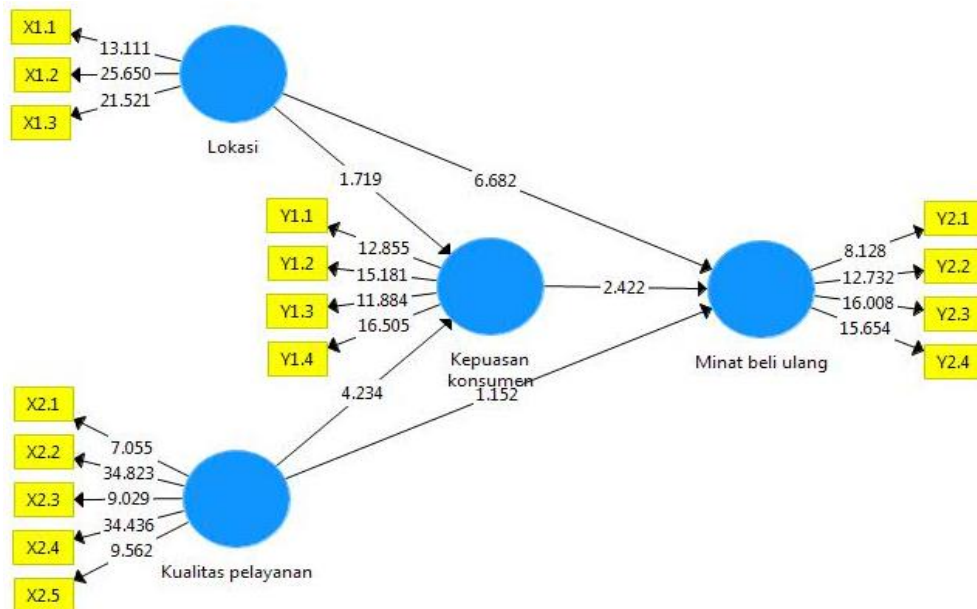 X1.1
13.111
X1.2
25.650
X1.3
21.521
Lokasi
1.719
6.682
Y1.1
12.855
Y1.2
15.181
Y1.3
11.884
Y1.4
16.505
Kepuasan
konsumen
2.422
Y2.1
8.128
Y2.2
12.732
Y2.3
16.008
Y2.4
15.654
Minat beli ulang
4.234
1.152
X2.1
7.055
X2.2
34.823
X2.3
9.029
X2.4
34.436
X2.5
9.562
Kualitas pelayanan